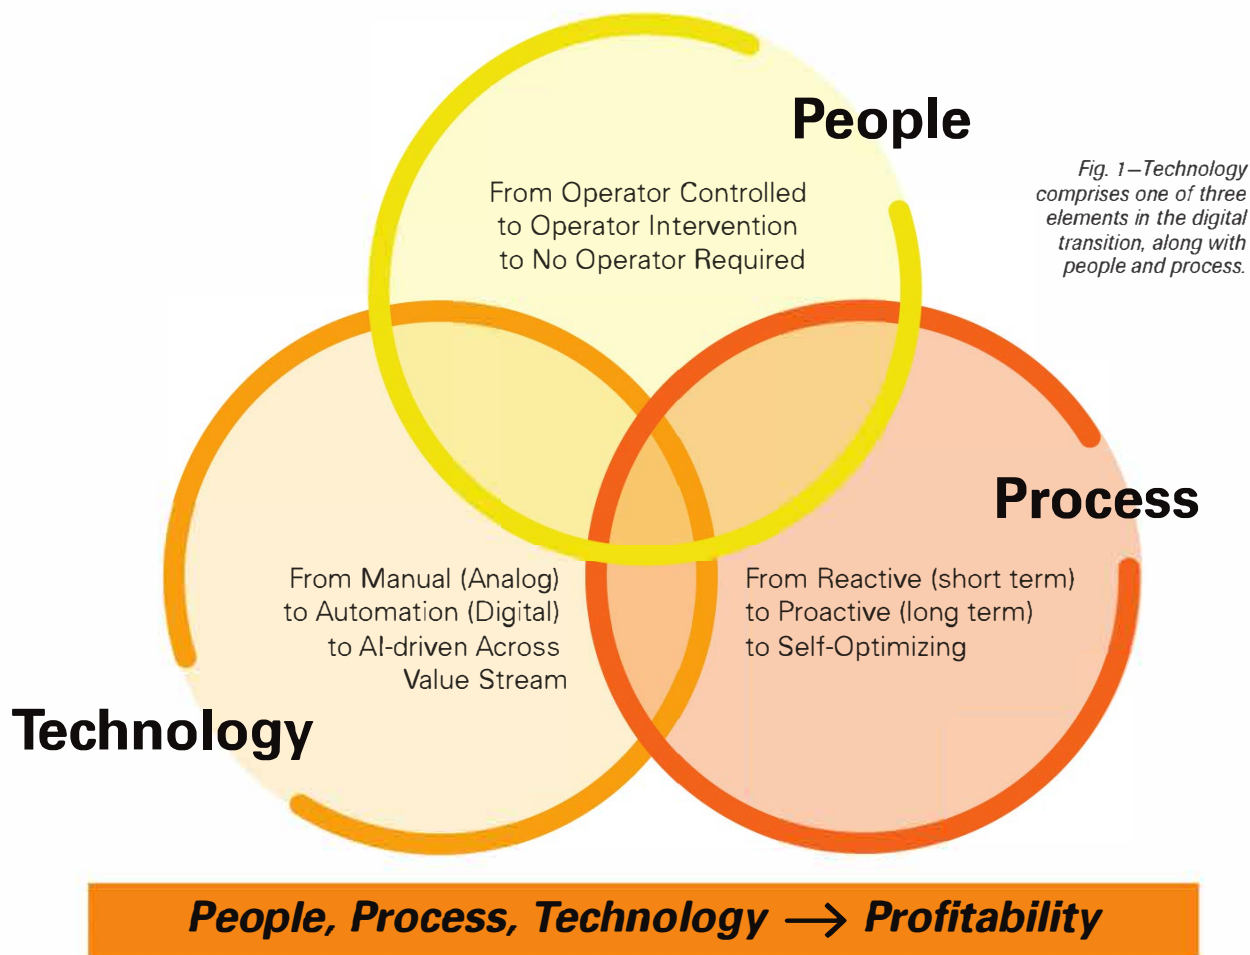 People
From Operator Controlled
to Operator Intervention
to No Operator Required
Fig. 1—Technology
comprises one of three
elements in the digital
transition, along with
people and process.
Process
From Manual (Analog)
to Automation (Digital)
to AI-driven Across
Value Stream
From Reactive (short term)
to Proactive (long term)
to Self-Optimizing
Technology
People, Process, Technology → Profitability